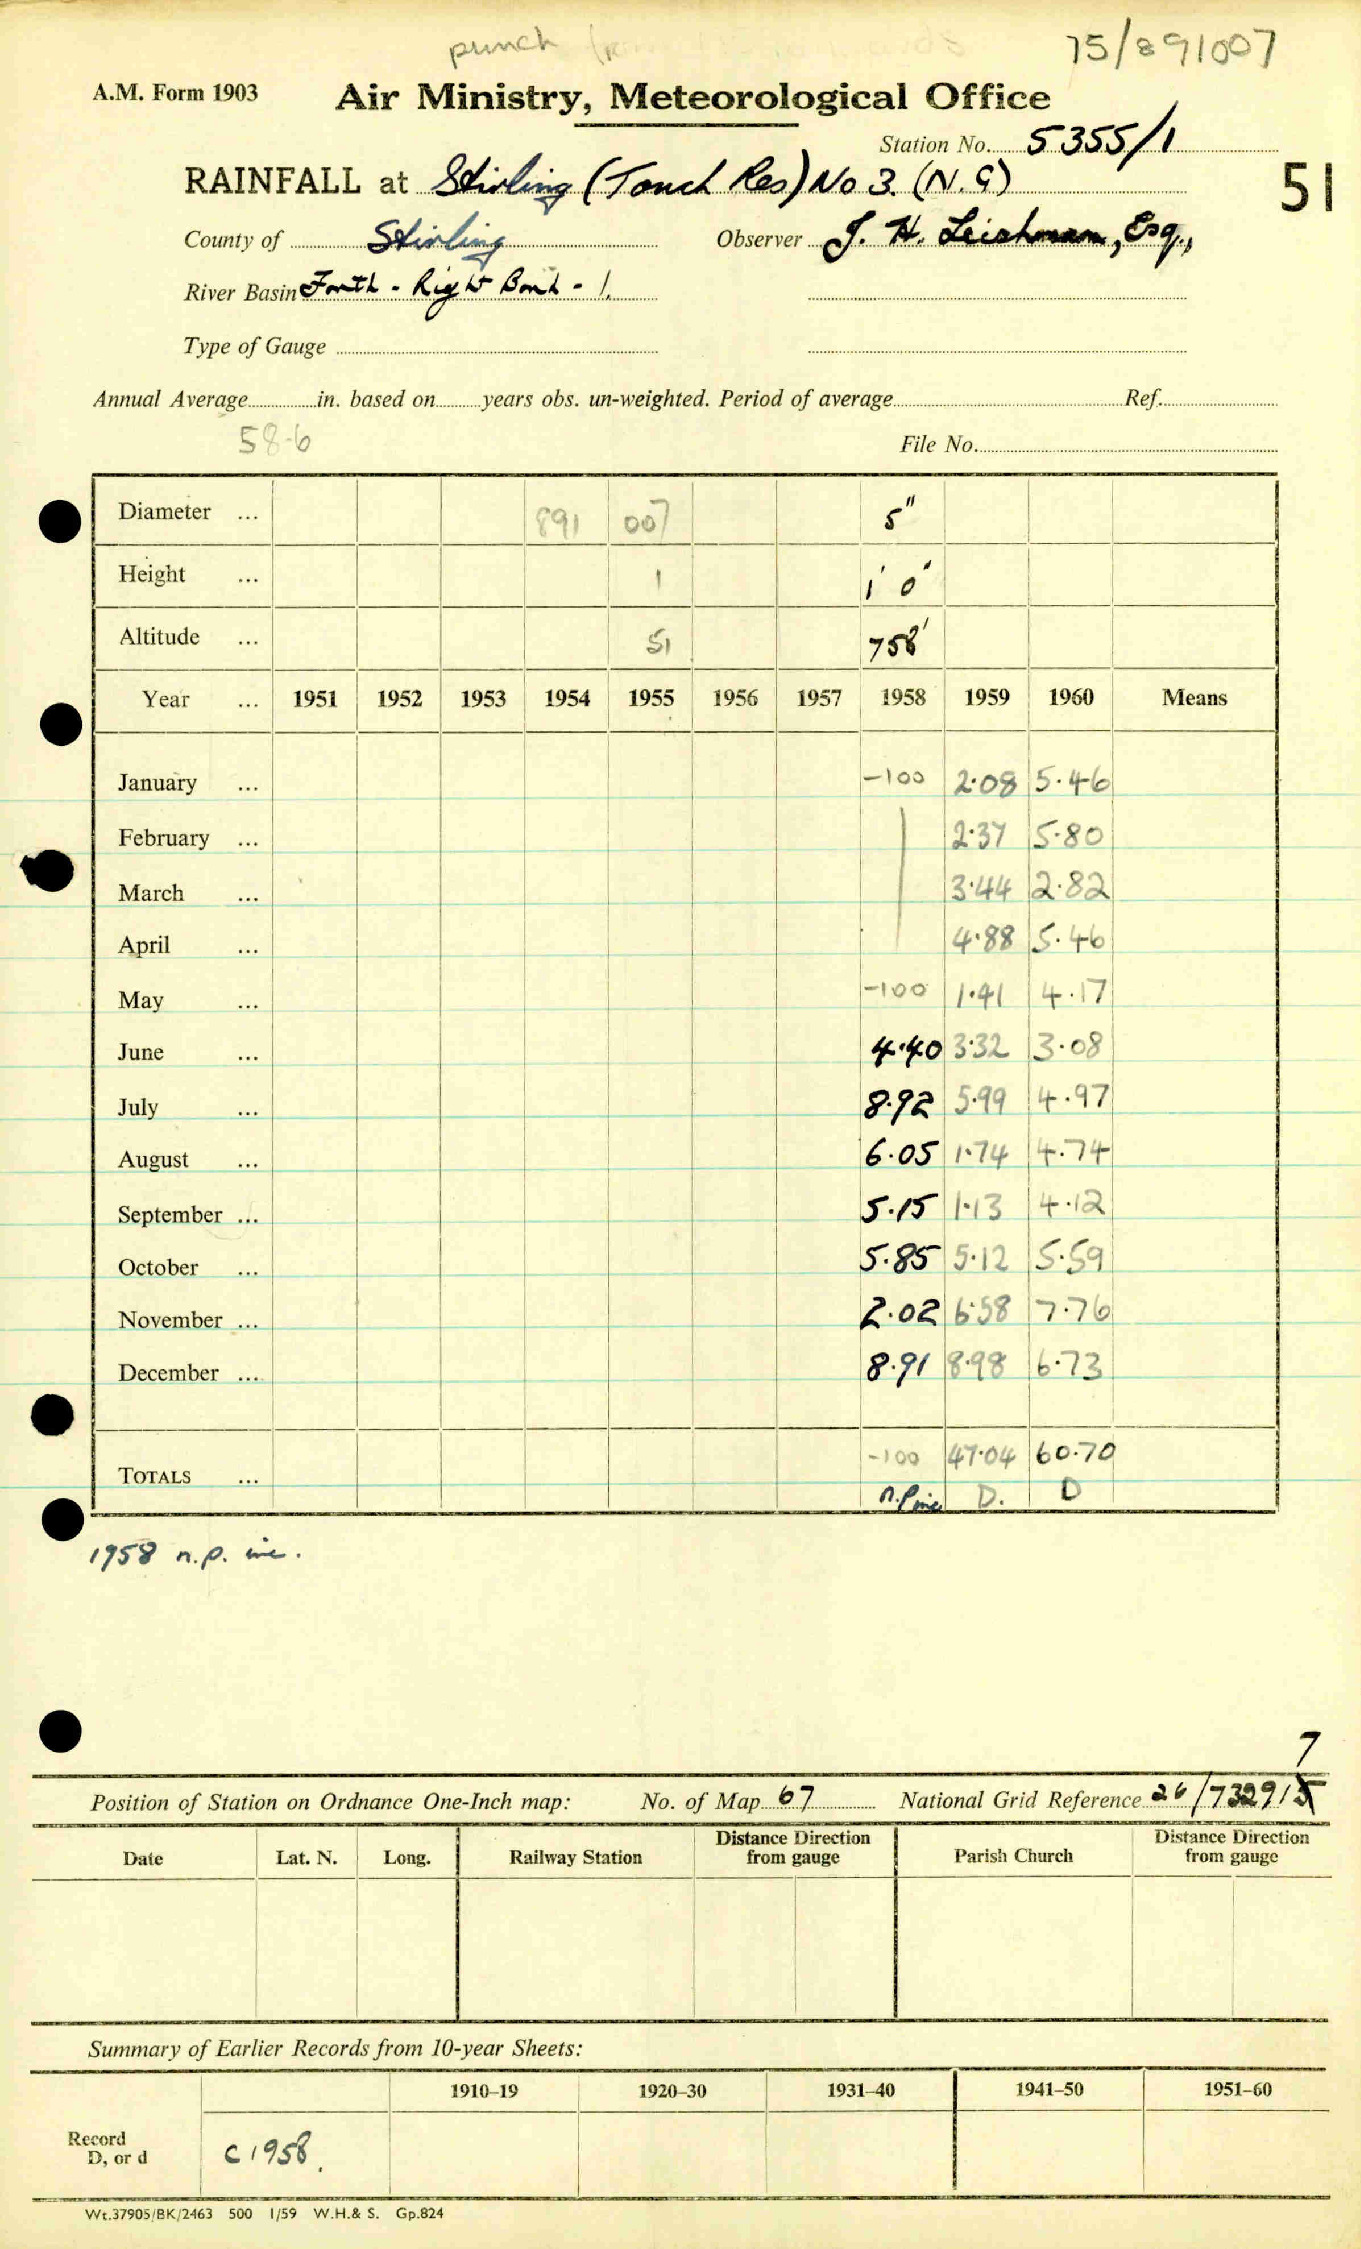 punch
75/891007
A.M. Form 1903
Air Ministry, Meteorological Office
Station No. 5355/1
RAINFALL at Stirling (Touch Res) No 3. (N.G)
51
County of Stirling Observer J. H. Leishman, Esq.,
River Basin Forth - Right Bank - 1.
Type of Gauge
Annual Average in. based on years obs. un-weighted. Period of average Ref.
58.6
File No.
Diameter ... 891 007 5"
Height ... 1 1' 0"
Altitude ... 51 758'
Year ... 1951 1952 1953 1954 1955 1956 1957 1958 1959 1960 Means
January ... -100 2.08 5.46
February ... 2.37 5.80
March ... 3.44 2.82
April ... 4.88 5.46
May ... -100 1.41 4.17
June ... 4.40 3.32 3.08
July ... 8.92 5.99 4.97
August ... 6.05 1.74 4.74
September ... 5.15 1.13 4.12
October ... 5.85 5.12 5.59
November ... 2.02 6.58 7.76
December ... 8.91 8.98 6.73
TOTALS ... -100 47.04 60.70
n.P inc D. D
1958 n.p. inc.
7
Position of Station on Ordnance One-Inch map: No. of Map 67 National Grid Reference 26/732915
Date Lat. N. Long. Railway Station Distance Direction from gauge Parish Church Distance Direction from gauge
Summary of Earlier Records from 10-year Sheets:
1910-19 1920-30 1931-40 1941-50 1951-60
Record
D, or d C 1958.
Wt.37905/BK/2463 500 1/59 W.H.& S. Gp.824